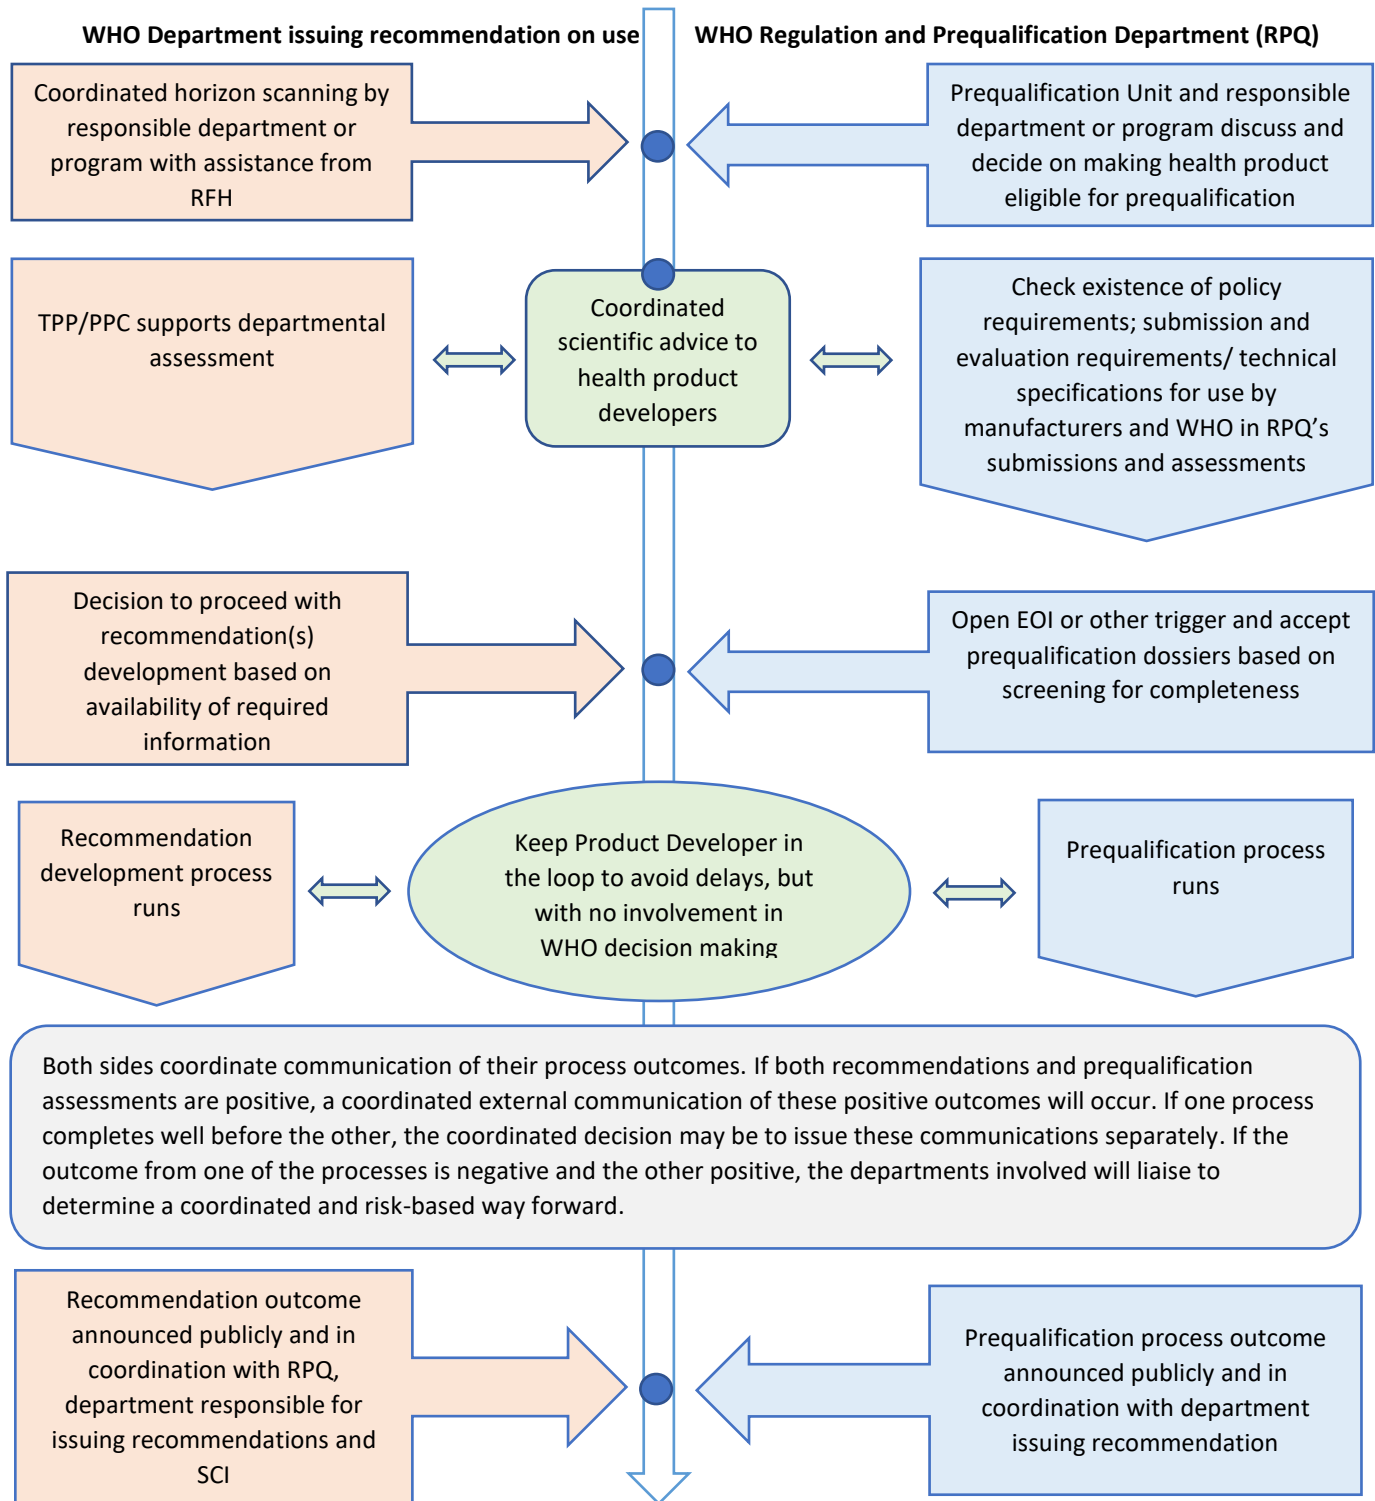 WHO Department issuing recommendation on use
WHO Regulation and Prequalification Department (RPQ)
Coordinated horizon scanning by
responsible department or
program with assistance from
RFH
Prequalification Unit and responsible
department or program discuss and
decide on making health product
eligible for prequalification
TPP/PPC supports departmental
assessment
Coordinated
scientific advice to
health product
developers
Check existence of policy
requirements; submission and
evaluation requirements/ technical
specifications for use by
manufacturers and WHO in RPQ’s
submissions and assessments
Decision to proceed with
recommendation(s)
development based on
availability of required
information
Open EOI or other trigger and accept
prequalification dossiers based on
screening for completeness
Recommendation
development process
runs
Keep Product Developer in
the loop to avoid delays, but
with no involvement in
WHO decision making
Prequalification process
runs
Both sides coordinate communication of their process outcomes. If both recommendations and prequalification
assessments are positive, a coordinated external communication of these positive outcomes will occur. If one process
completes well before the other, the coordinated decision may be to issue these communications separately. If the
outcome from one of the processes is negative and the other positive, the departments involved will liaise to
determine a coordinated and risk-based way forward.
Recommendation outcome
announced publicly and in
coordination with RPQ,
department responsible for
issuing recommendations and
SCI
Prequalification process outcome
announced publicly and in
coordination with department
issuing recommendation